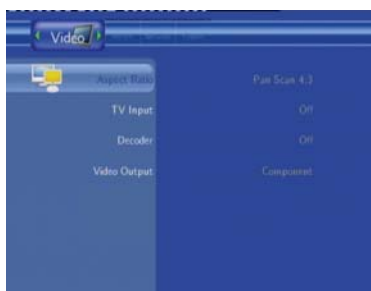 Video
Aspect Ratio Pan Scan 4:3
TV Input Off
Decoder Off
Video Output Component